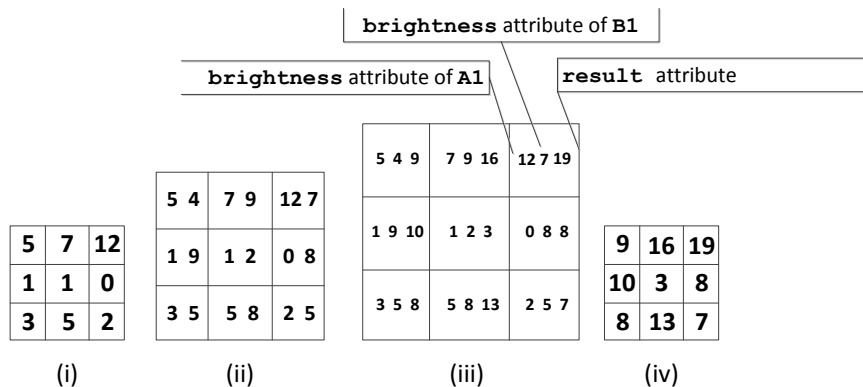 brightness attribute of B1
brightness attribute of A1
result attribute
5 4 9 7 9 16 12 7 19
5 4 7 9 12 7
5 7 12
1 9 1 2 0 8
1 9 10 1 2 3 0 8 8
9 16 19
1 1 0
10 3 8
3 5 2
3 5 5 8 2 5
3 5 8 5 8 13 2 5 7
8 13 7
(i) (ii) (iii) (iv)